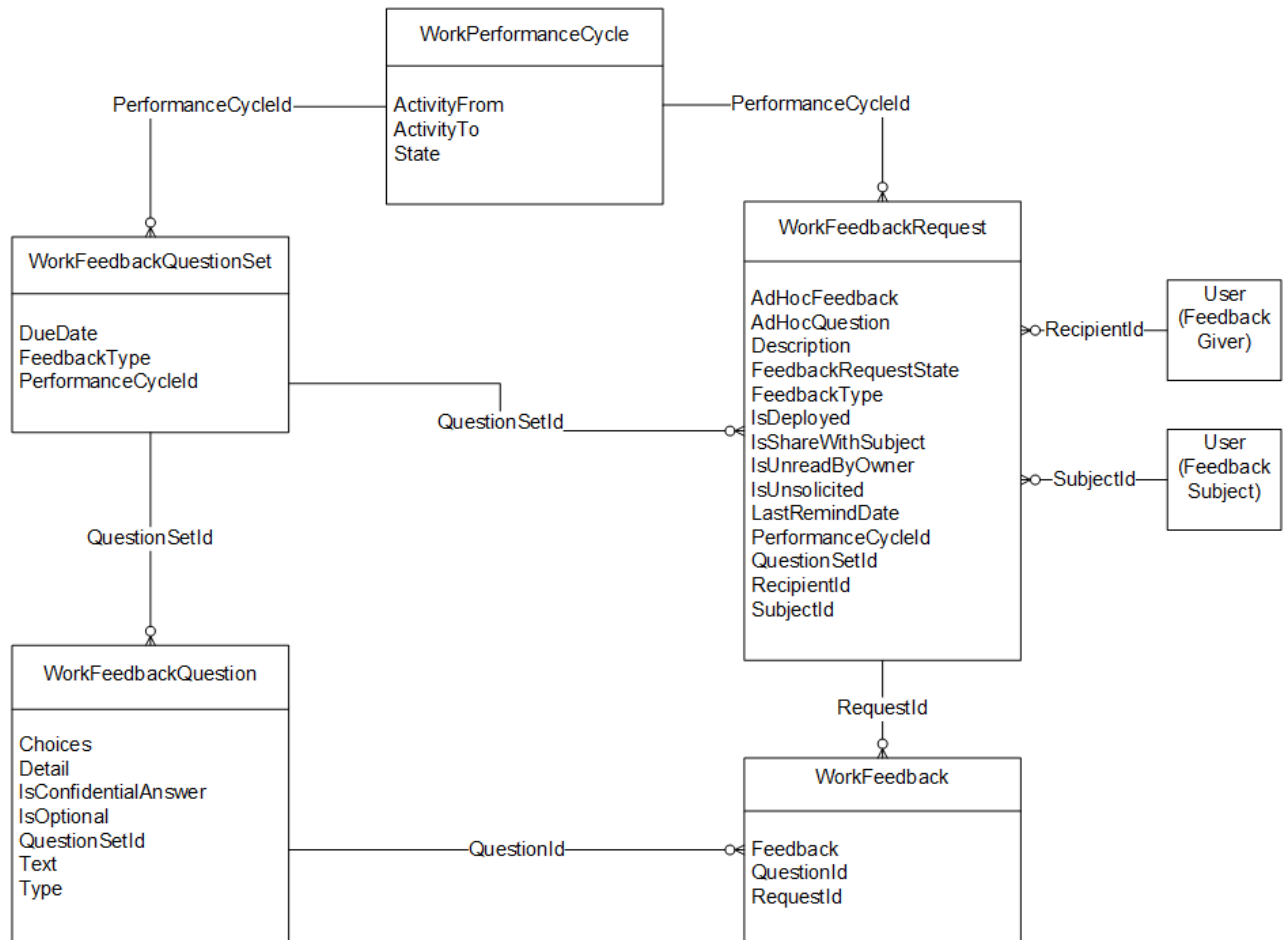 WorkPerformanceCycle
ActivityFrom
ActivityTo
State
PerformanceCycleId
PerformanceCycleId
WorkFeedbackQuestionSet
DueDate
FeedbackType
PerformanceCycleId
WorkFeedbackRequest
AdHocFeedback
AdHocQuestion
Description
FeedbackRequestState
FeedbackType
IsDeployed
IsShareWithSubject
IsUnreadByOwner
IsUnsolicited
LastRemindDate
PerformanceCycleId
QuestionSetId
RecipientId
SubjectId
RecipientId
User
(Feedback
Giver)
SubjectId
User
(Feedback
Subject)
QuestionSetId
QuestionSetId
RequestId
WorkFeedbackQuestion
Choices
Detail
IsConfidentialAnswer
IsOptional
QuestionSetId
Text
Type
QuestionId
WorkFeedback
Feedback
QuestionId
RequestId